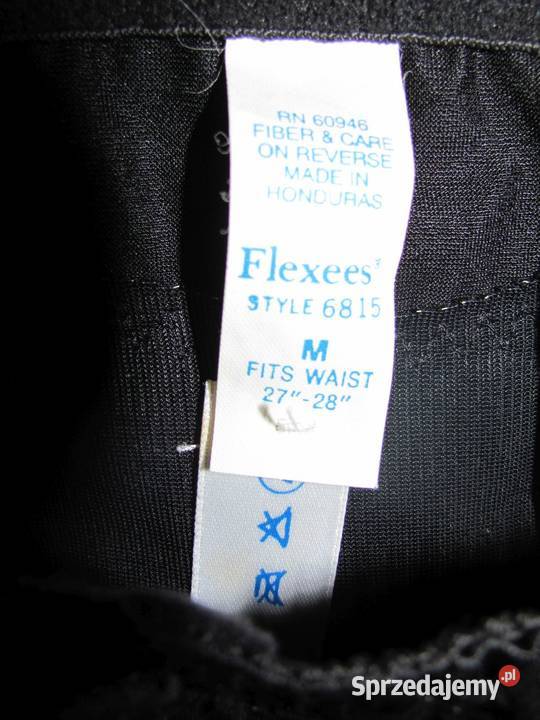 RN 60946
FIBER & CARE
ON REVERSE
MADE IN
HONDURAS
Flexees
STYLE 6815
M
FITS WAIST
27"-28"
Sprzedajemy.pl